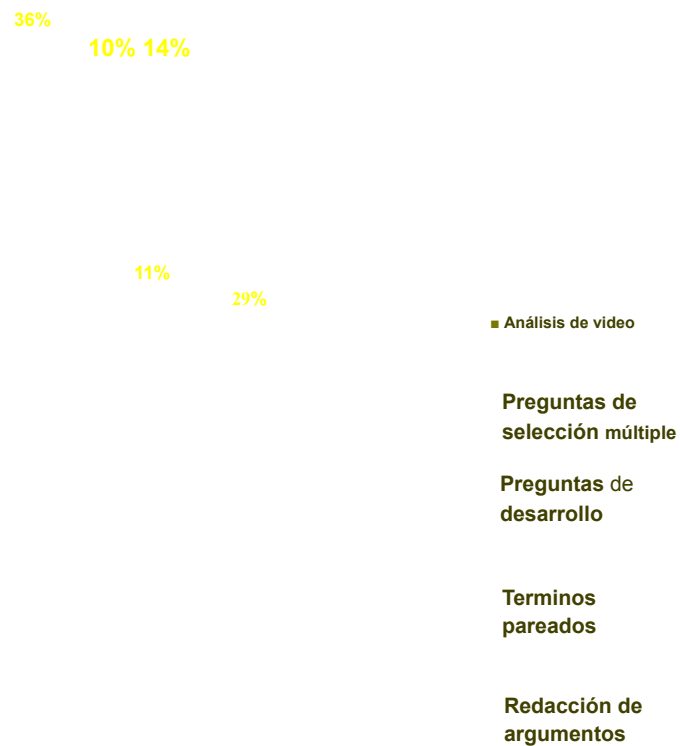 36%
10% 14%
11%
29%
■ Análisis de video
Preguntas de
selección múltiple
Preguntas de
desarrollo
Terminos
pareados
Redacción de
argumentos